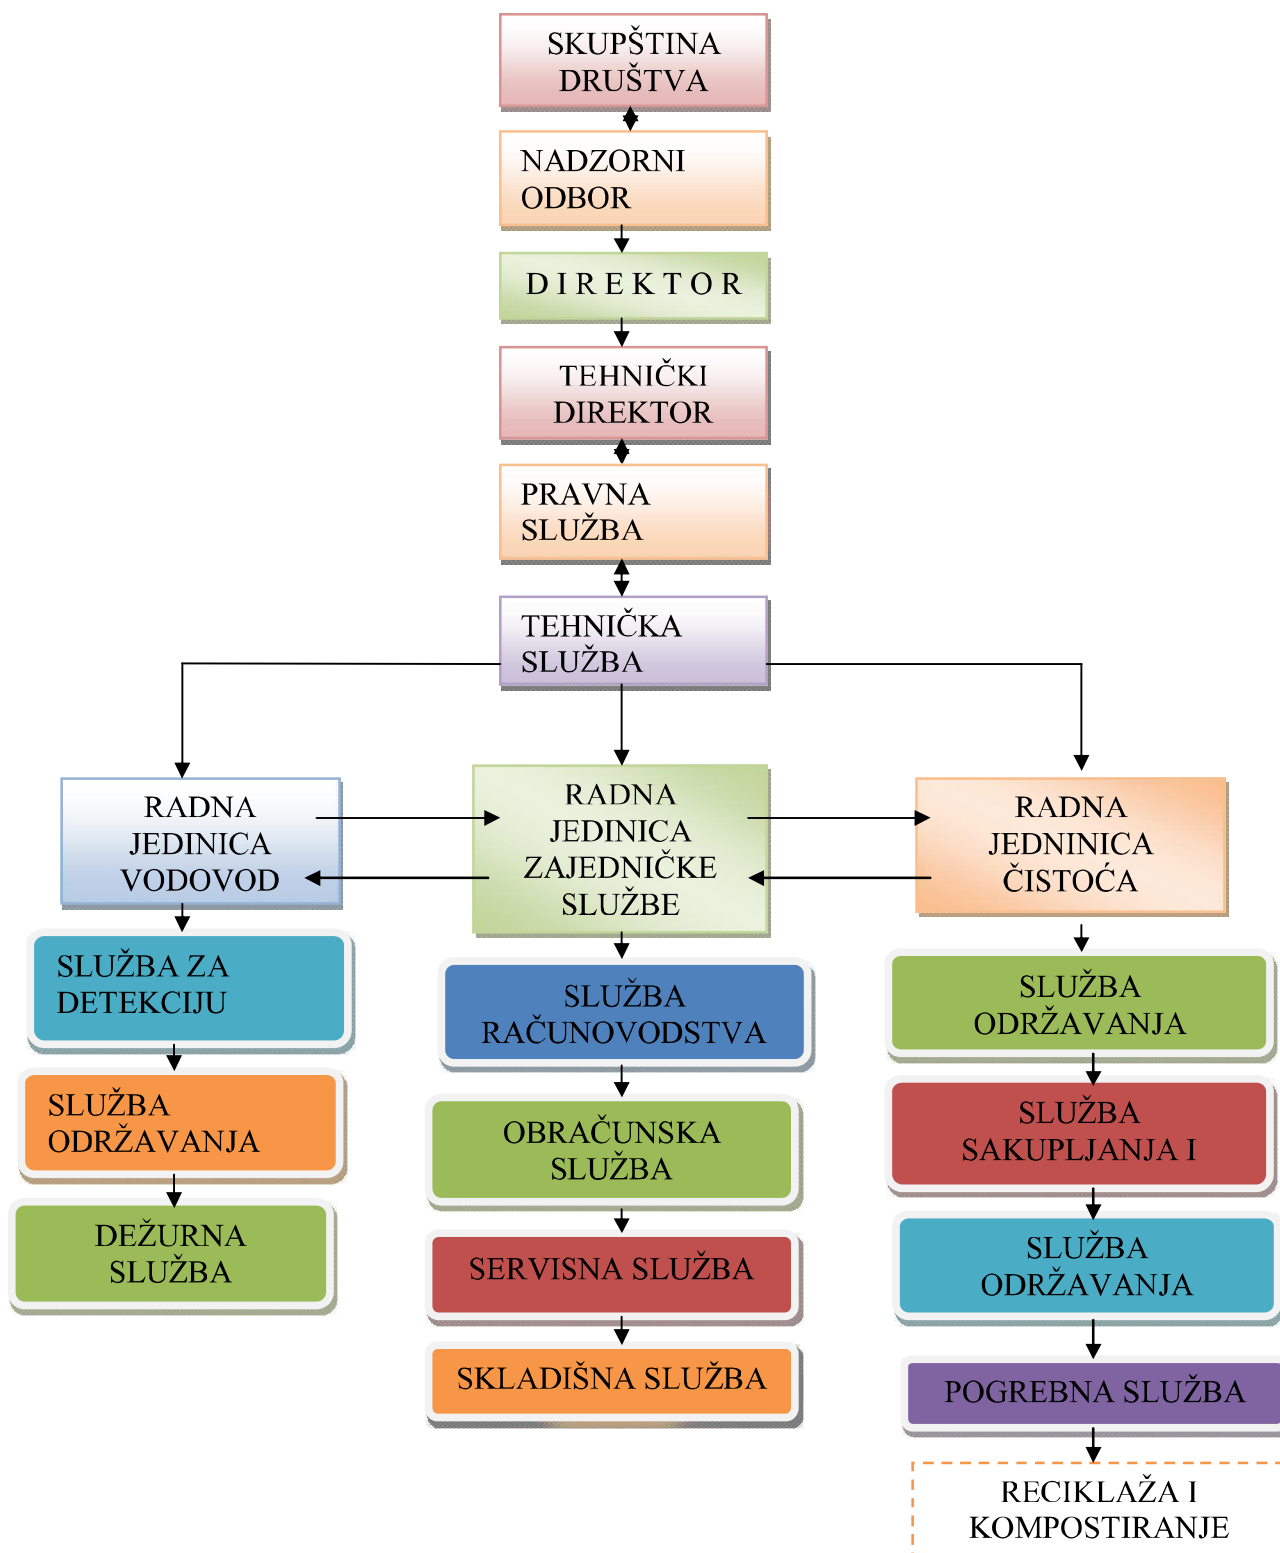 SKUPŠTINA
DRUŠTVA
NADZORNI
ODBOR
D I R E K T O R
TEHNIČKI
DIREKTOR
PRAVNA
SLUŽBA
TEHNIČKA
SLUŽBA
RADNA
JEDINICA
VODOVOD
RADNA
JEDINICA
ZAJEDNIČKE
SLUŽBE
RADNA
JEDNINICA
ČISTOĆA
SLUŽBA ZA
DETEKCIJU
SLUŽBA
ODRŽAVANJA
DEŽURNA
SLUŽBA
SLUŽBA
RAČUNOVODSTVA
OBRAČUNSKA
SLUŽBA
SERVISNA SLUŽBA
SKLADIŠNA SLUŽBA
SLUŽBA
ODRŽAVANJA
SLUŽBA
SAKUPLJANJA I
SLUŽBA
ODRŽAVANJA
POGREBNA SLUŽBA
RECIKLAŽA I
KOMPOSTIRANJE